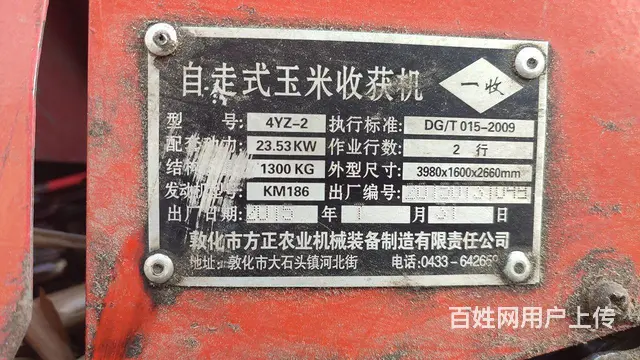 自走式玉米收获机 一收
型 号: 4YZ-2 执行标准: DG/T 015-2009
配套动力: 23.53KW 作业行数: 2 行
结构 1300 KG 外型尺寸: 3980x1600x2660mm
发动机型号: KM186 出厂编号:
出厂日期: 2015 年 1 月 31 日
敦化市方正农业机械装备制造有限责任公司
地址: 敦化市大石头镇河北街 电话:0433-642669
百姓网用户上传